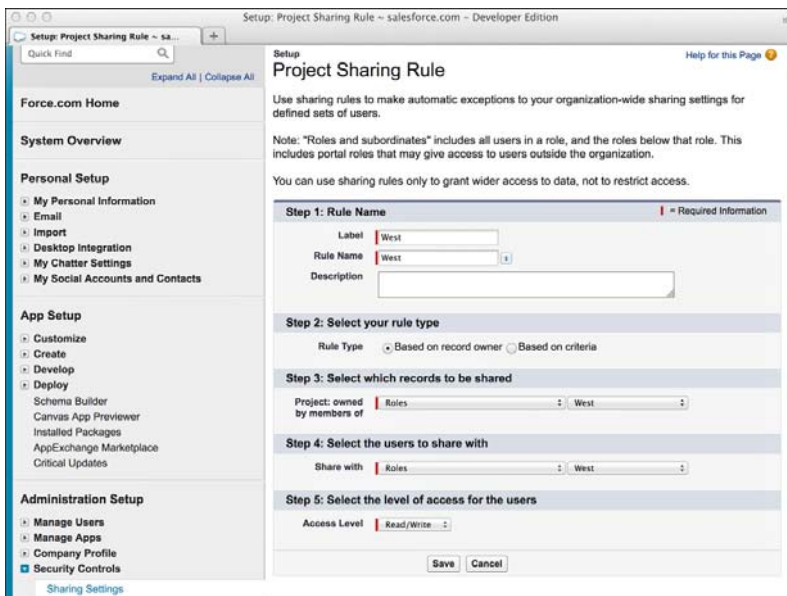 Setup: Project Sharing Rule ~ salesforce.com - Developer Edition
Setup: Project Sharing Rule ~ sa...
Quick Find
Expand All | Collapse All
Force.com Home
System Overview
Personal Setup
My Personal Information
Email
Import
Desktop Integration
My Chatter Settings
My Social Accounts and Contacts
App Setup
Customize
Create
Develop
Deploy
Schema Builder
Canvas App Previewer
Installed Packages
AppExchange Marketplace
Critical Updates
Administration Setup
Manage Users
Manage Apps
Company Profile
Security Controls
Sharing Settings
Setup
Help for this Page
Project Sharing Rule
Use sharing rules to make automatic exceptions to your organization-wide sharing settings for
defined sets of users.
Note: "Roles and subordinates" includes all users in a role, and the roles below that role. This
includes portal roles that may give access to users outside the organization.
You can use sharing rules only to grant wider access to data, not to restrict access.
Step 1: Rule Name
= Required Information
Label West
Rule Name West
Description
Step 2: Select your rule type
Rule Type Based on record owner Based on criteria
Step 3: Select which records to be shared
Project: owned
by members of Roles West
Step 4: Select the users to share with
Share with Roles West
Step 5: Select the level of access for the users
Access Level Read/Write
Save Cancel